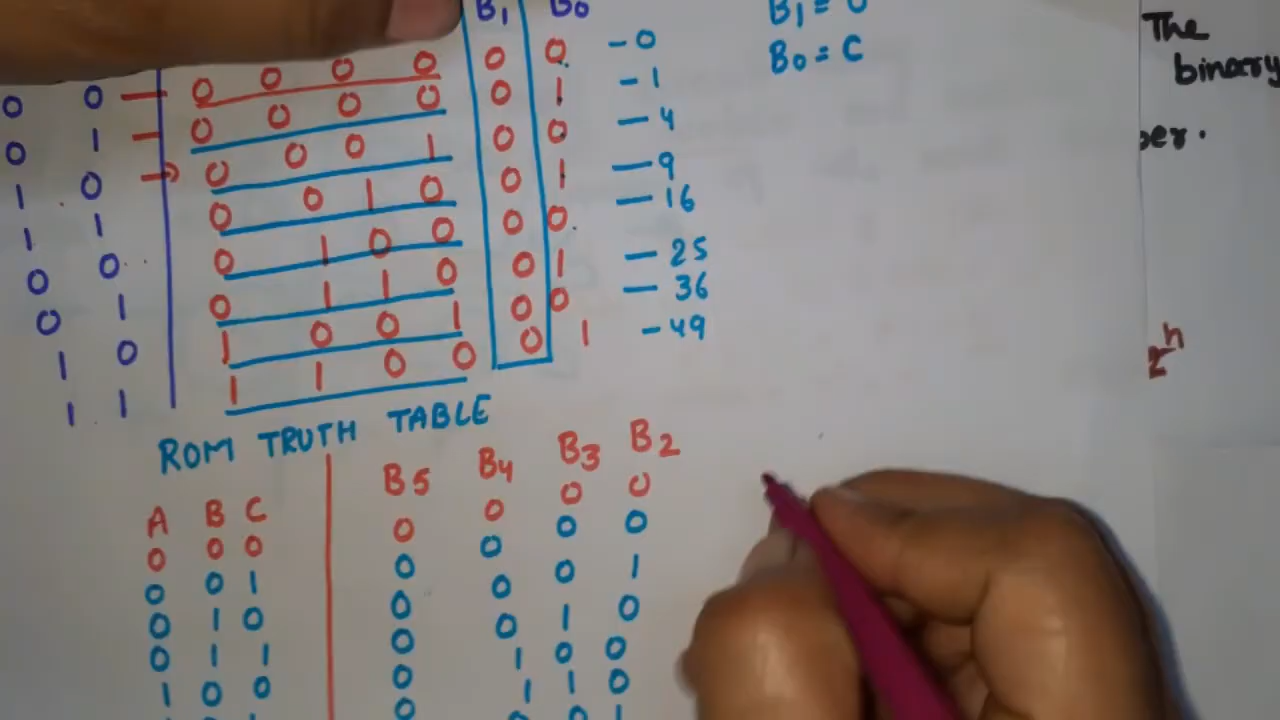 B1 B0 B1 = 0
0 0 0 0 0 0 0 0 - 0 B0 = C
0 1 0 0 0 0 0 1 - 1
1 0 0 0 0 1 0 0 - 4
1 1 0 0 1 0 0 1 - 9
0 0 0 1 0 0 0 0 - 16
0 1 0 1 1 0 0 1 - 25
1 0 1 0 0 1 0 0 - 36
1 1 1 1 0 0 0 1 - 49
The
binary
2^n
ROM TRUTH TABLE
A B C B5 B4 B3 B2
0 0 0 0 0 0 0
0 0 1 0 0 0 0
0 1 0 0 0 0 1
0 1 1 0 0 1 0
1 0 0 0 1 0 0
0 1 1 0